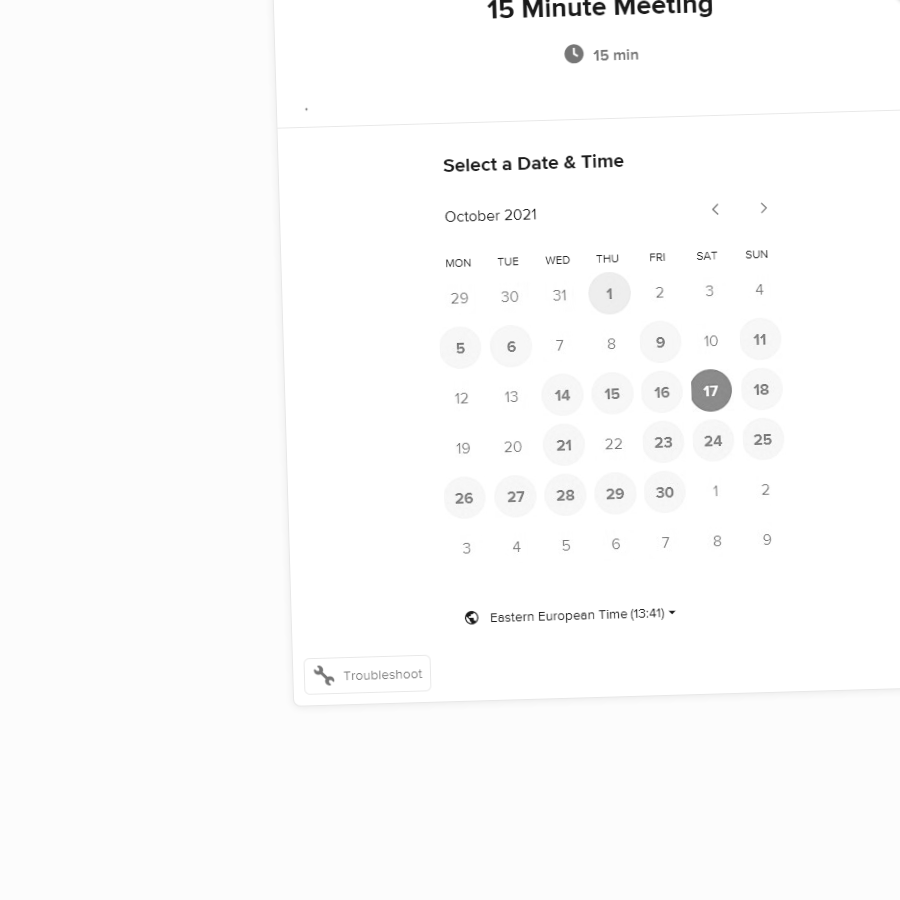 15 Minute Meeting
15 min
Select a Date & Time
October 2021
MON TUE WED THU FRI SAT SUN
29 30 31 1 2 3 4
5 6 7 8 9 10 11
12 13 14 15 16 17 18
19 20 21 22 23 24 25
26 27 28 29 30 1 2
3 4 5 6 7 8 9
Eastern European Time (13:41)
Troubleshoot